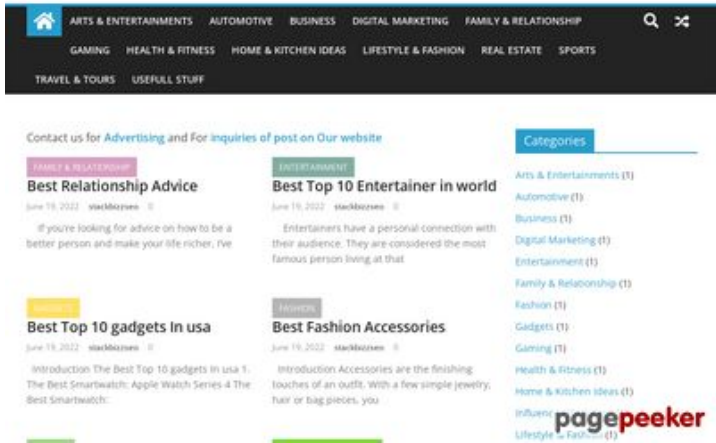 ARTS & ENTERTAINMENTS AUTOMOTIVE BUSINESS DIGITAL MARKETING FAMILY & RELATIONSHIP
GAMING HEALTH & FITNESS HOME & KITCHEN IDEAS LIFESTYLE & FASHION REAL ESTATE SPORTS
TRAVEL & TOURS USEFULL STUFF
Contact us for Advertising and For inquiries of post on Our website
FAMILY & RELATIONSHIP
Best Relationship Advice
June 19, 2022 stackbizzseo 0
If you're looking for advice on how to be a
better person and make your life richer, I've
ENTERTAINMENT
Best Top 10 Entertainer in world
June 19, 2022 stackbizzseo 0
Entertainers have a personal connection with
their audience. They are considered the most
famous person living at that
GADGETS
Best Top 10 gadgets In usa
June 19, 2022 stackbizzseo 0
Introduction The Best Top 10 gadgets In usa 1.
The Best Smartwatch: Apple Watch Series 4 The
Best Smartwatch:
FASHION
Best Fashion Accessories
June 19, 2022 stackbizzseo 0
Introduction Accessories are the finishing
touches of an outfit. With a few simple jewelry,
hair or bag pieces, you
Categories
Arts & Entertainments (1)
Automotive (1)
Business (1)
Digital Marketing (1)
Entertainment (1)
Family & Relationship (1)
Fashion (1)
Gadgets (1)
Gaming (1)
Health & Fitness (1)
Home & Kitchen Ideas (1)
Lifestyle & Fashion (1)
pagepeeker